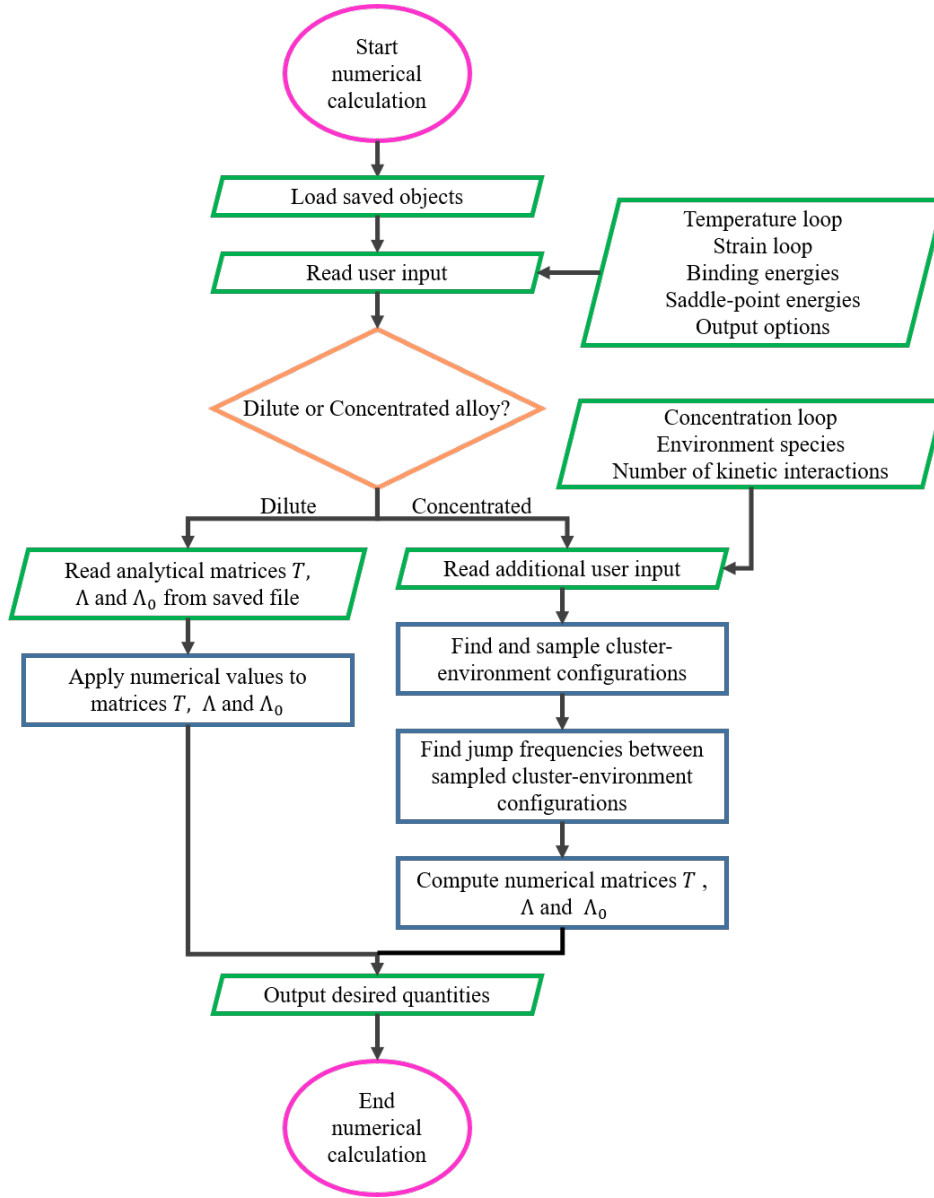 Start
numerical
calculation
Load saved objects
Read user input
Temperature loop
Strain loop
Binding energies
Saddle-point energies
Output options
Dilute or Concentrated alloy?
Concentration loop
Environment species
Number of kinetic interactions
Dilute
Concentrated
Read analytical matrices T,
Λ and Λ₀ from saved file
Apply numerical values to
matrices T, Λ and Λ₀
Read additional user input
Find and sample cluster-
environment configurations
Find jump frequencies between
sampled cluster-environment
configurations
Compute numerical matrices T ,
Λ and Λ₀
Output desired quantities
End
numerical
calculation